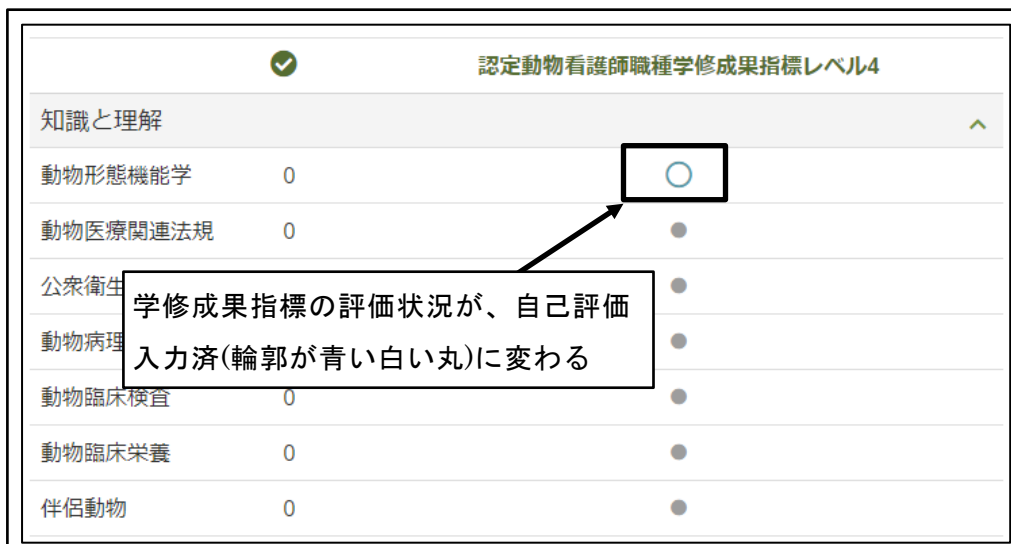 認定動物看護師職種学修成果指標レベル4
知識と理解
動物形態機能学 0
動物医療関連法規 0
公衆衛生
学修成果指標の評価状況が、自己評価
入力済(輪郭が青い白い丸)に変わる
動物病理
動物臨床検査 0
動物臨床栄養 0
伴侶動物 0